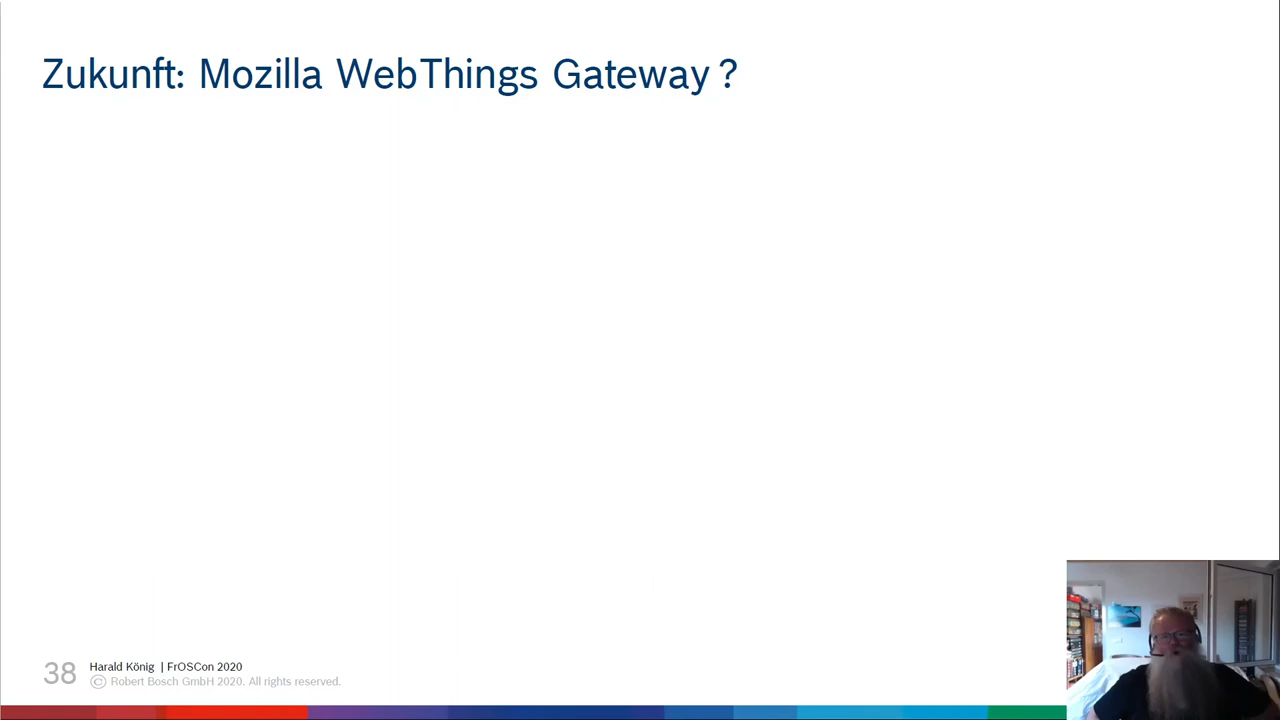 Zukunft: Mozilla WebThings Gateway ?
38
Harald König | FrOSCon 2020
© Robert Bosch GmbH 2020. All rights reserved.